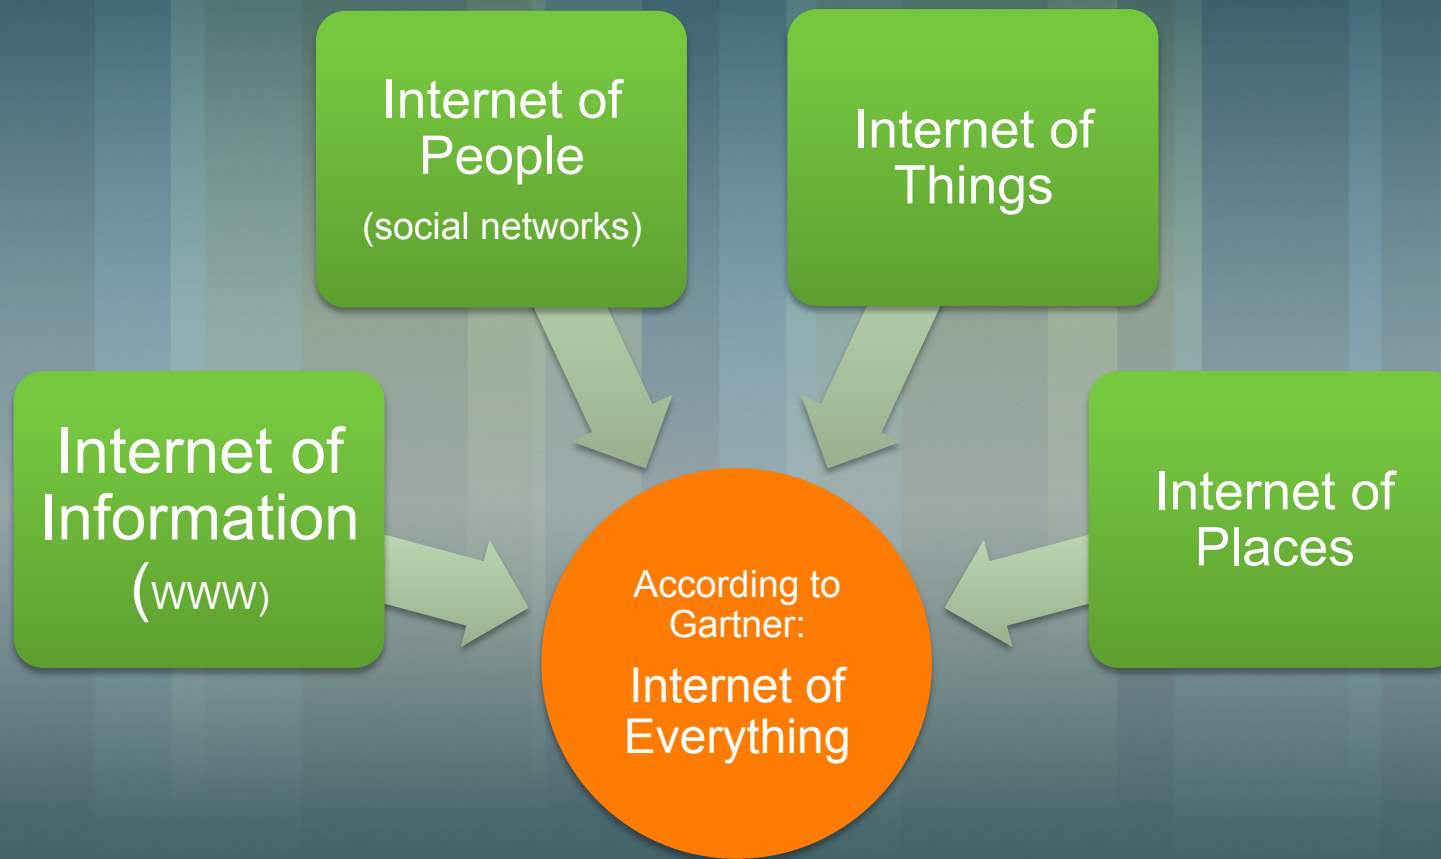 Internet of
People
(social networks)
Internet of
Things
Internet of
Information
(WWW)
Internet of
Places
According to
Gartner:
Internet of
Everything